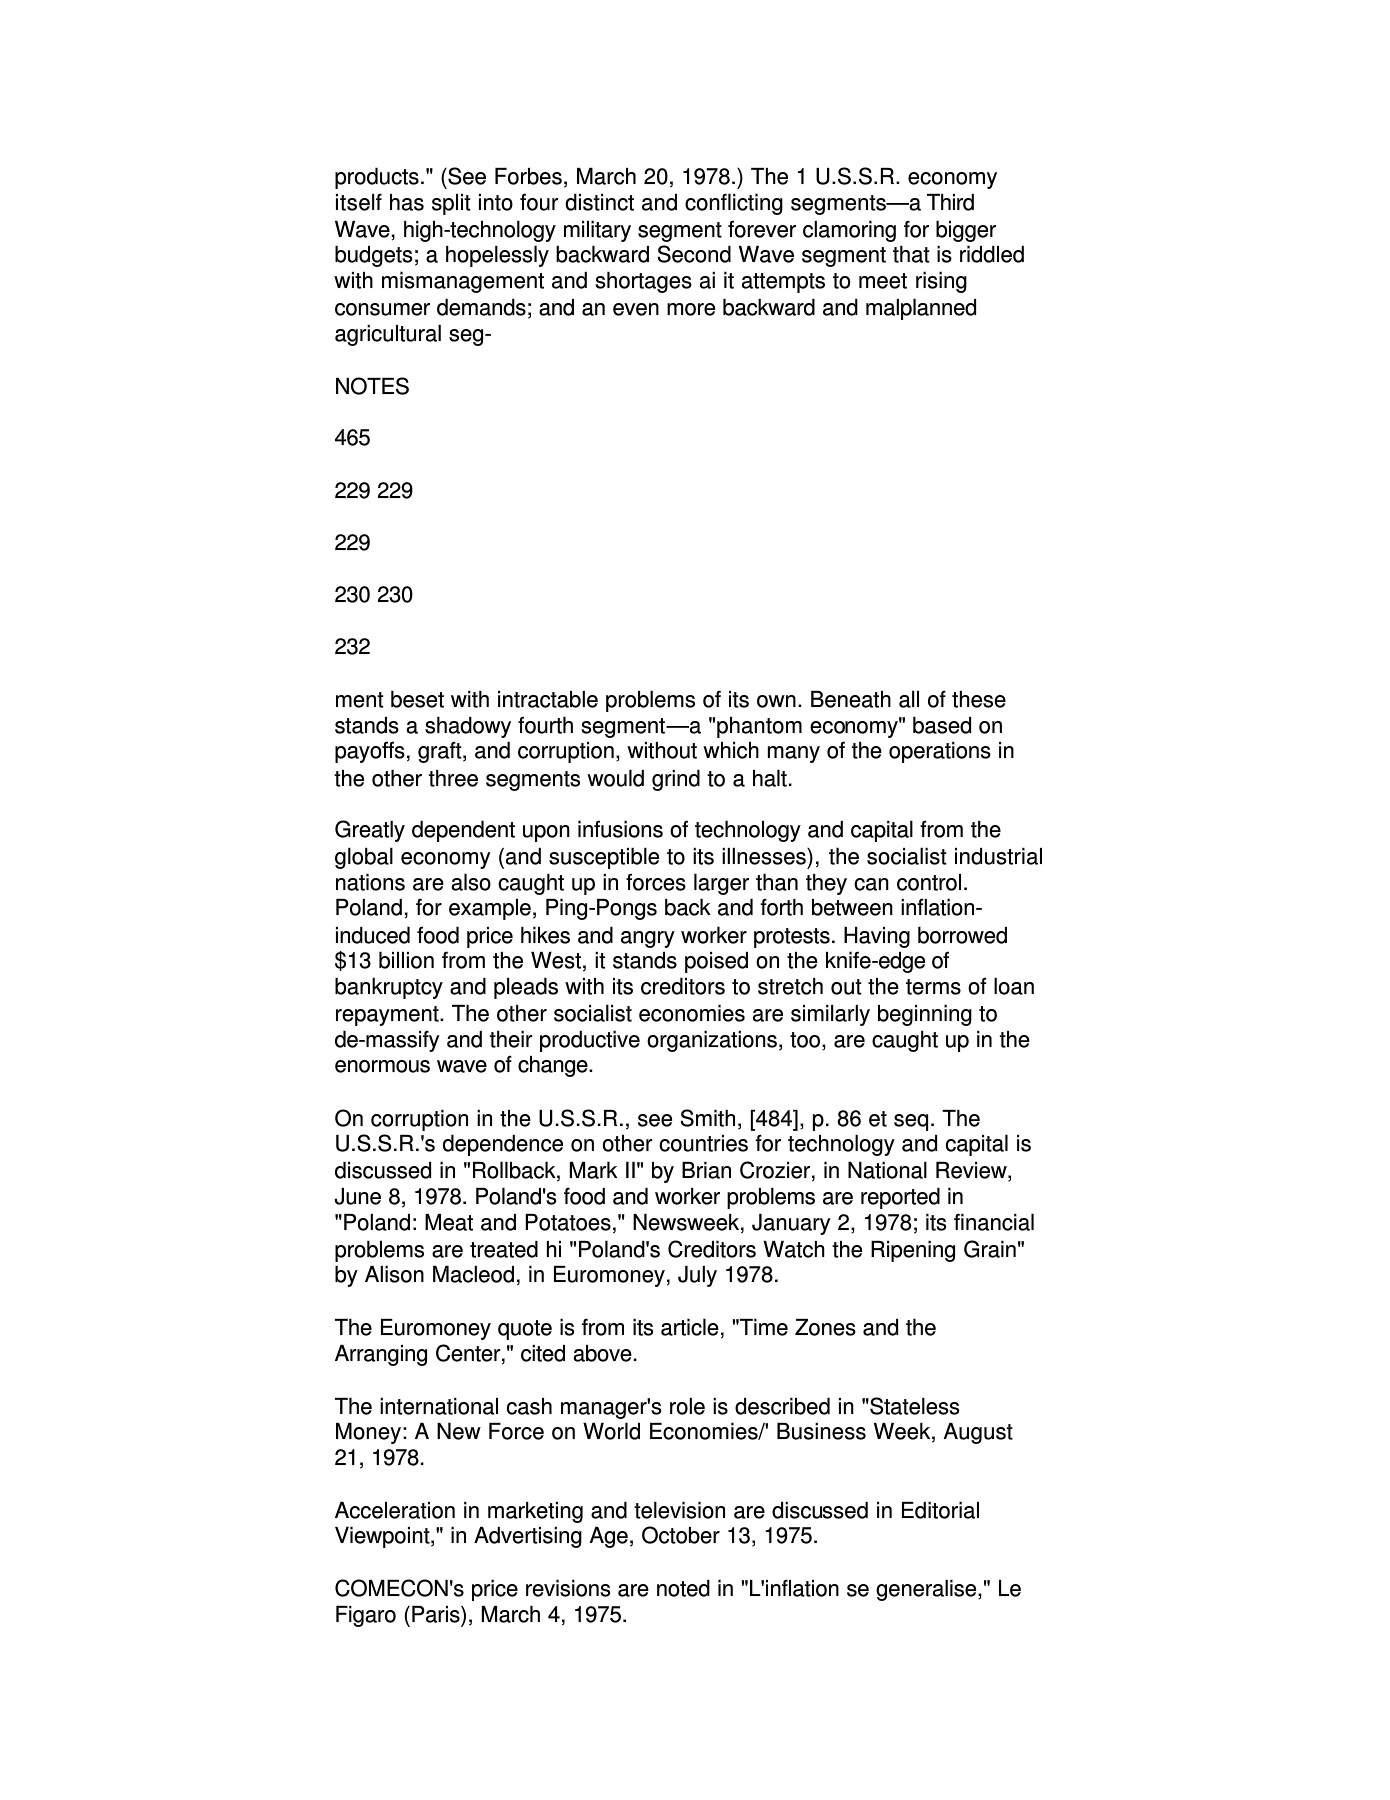 products." (See Forbes, March 20, 1978.) The 1 U.S.S.R. economy
itself has split into four distinct and conflicting segments—a Third
Wave, high-technology military segment forever clamoring for bigger
budgets; a hopelessly backward Second Wave segment that is riddled
with mismanagement and shortages ai it attempts to meet rising
consumer demands; and an even more backward and malplanned
agricultural seg-
NOTES
465
229 229
229
230 230
232
ment beset with intractable problems of its own. Beneath all of these
stands a shadowy fourth segment—a "phantom economy" based on
payoffs, graft, and corruption, without which many of the operations in
the other three segments would grind to a halt.
Greatly dependent upon infusions of technology and capital from the
global economy (and susceptible to its illnesses), the socialist industrial
nations are also caught up in forces larger than they can control.
Poland, for example, Ping-Pongs back and forth between inflation-
induced food price hikes and angry worker protests. Having borrowed
$13 billion from the West, it stands poised on the knife-edge of
bankruptcy and pleads with its creditors to stretch out the terms of loan
repayment. The other socialist economies are similarly beginning to
de-massify and their productive organizations, too, are caught up in the
enormous wave of change.
On corruption in the U.S.S.R., see Smith, [484], p. 86 et seq. The
U.S.S.R.'s dependence on other countries for technology and capital is
discussed in "Rollback, Mark II" by Brian Crozier, in National Review,
June 8, 1978. Poland's food and worker problems are reported in
"Poland: Meat and Potatoes," Newsweek, January 2, 1978; its financial
problems are treated hi "Poland's Creditors Watch the Ripening Grain"
by Alison Macleod, in Euromoney, July 1978.
The Euromoney quote is from its article, "Time Zones and the
Arranging Center," cited above.
The international cash manager's role is described in "Stateless
Money: A New Force on World Economies/' Business Week, August
21, 1978.
Acceleration in marketing and television are discussed in Editorial
Viewpoint," in Advertising Age, October 13, 1975.
COMECON's price revisions are noted in "L'inflation se generalise," Le
Figaro (Paris), March 4, 1975.